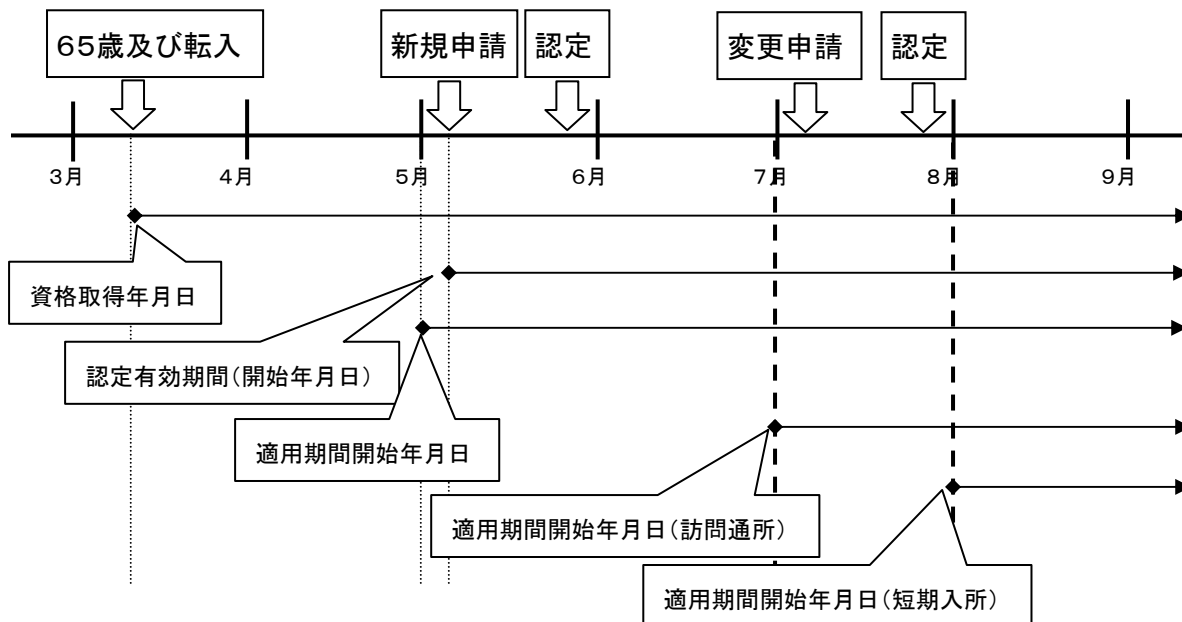 65歳及び転入
新規申請
認定
変更申請
認定
3月
4月
5月
6月
7月
8月
9月
資格取得年月日
認定有効期間(開始年月日)
適用期間開始年月日
適用期間開始年月日(訪問通所)
適用期間開始年月日(短期入所)